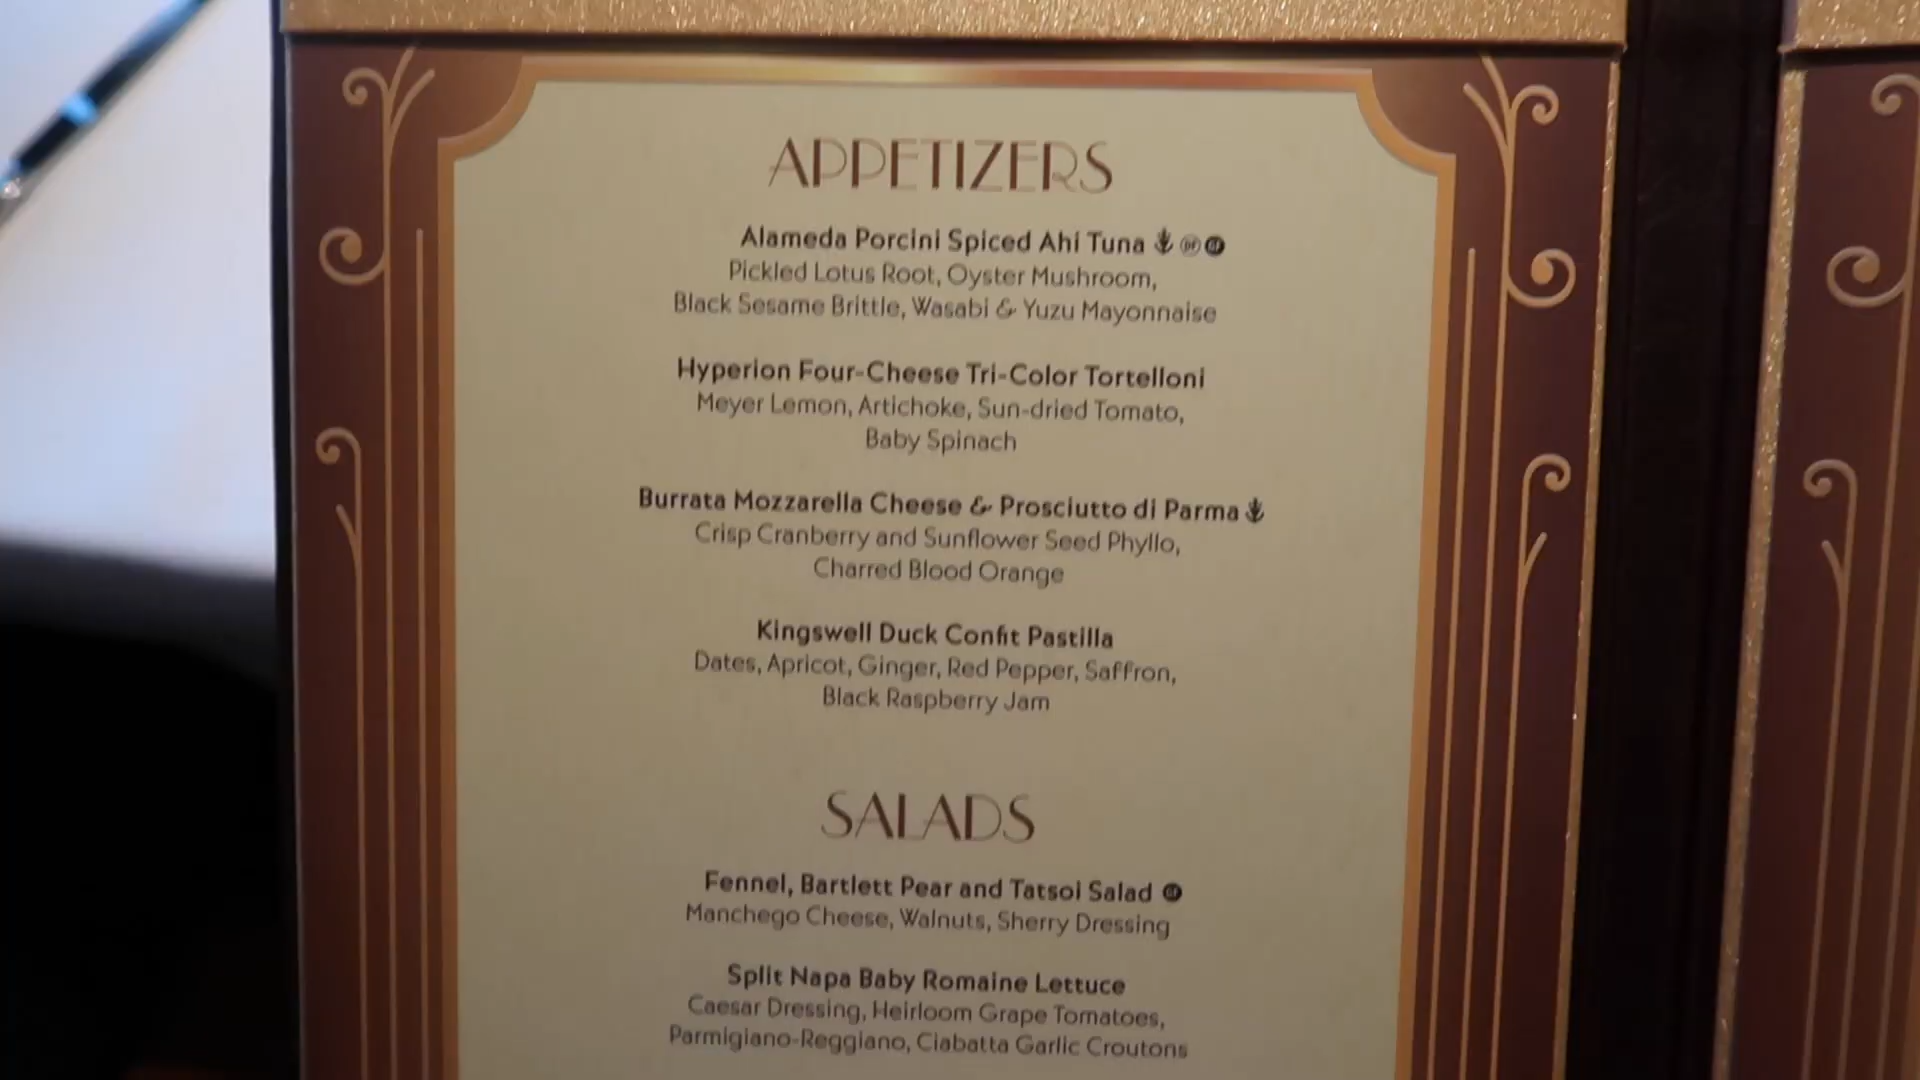 APPETIZERS
Alameda Porcini Spiced Ahi Tuna
Pickled Lotus Root, Oyster Mushroom,
Black Sesame Brittle, Wasabi & Yuzu Mayonnaise
Hyperion Four-Cheese Tri-Color Tortelloni
Meyer Lemon, Artichoke, Sun-dried Tomato,
Baby Spinach
Burrata Mozzarella Cheese & Prosciutto di Parma
Crisp Cranberry and Sunflower Seed Phyllo,
Charred Blood Orange
Kingswell Duck Confit Pastilla
Dates, Apricot, Ginger, Red Pepper, Saffron,
Black Raspberry Jam
SALADS
Fennel, Bartlett Pear and Tatsoi Salad
Manchego Cheese, Walnuts, Sherry Dressing
Split Napa Baby Romaine Lettuce
Caesar Dressing, Heirloom Grape Tomatoes,
Parmigiano-Reggiano, Ciabatta Garlic Croutons